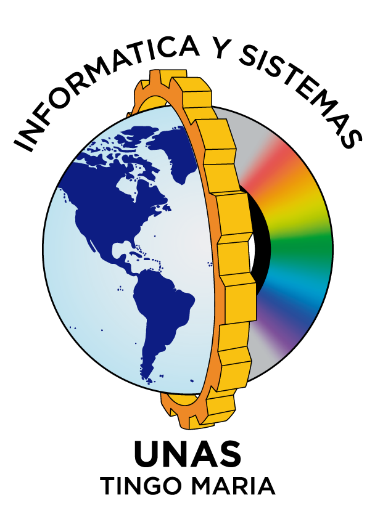 INFORMATICA Y SISTEMAS
UNAS
TINGO MARIA